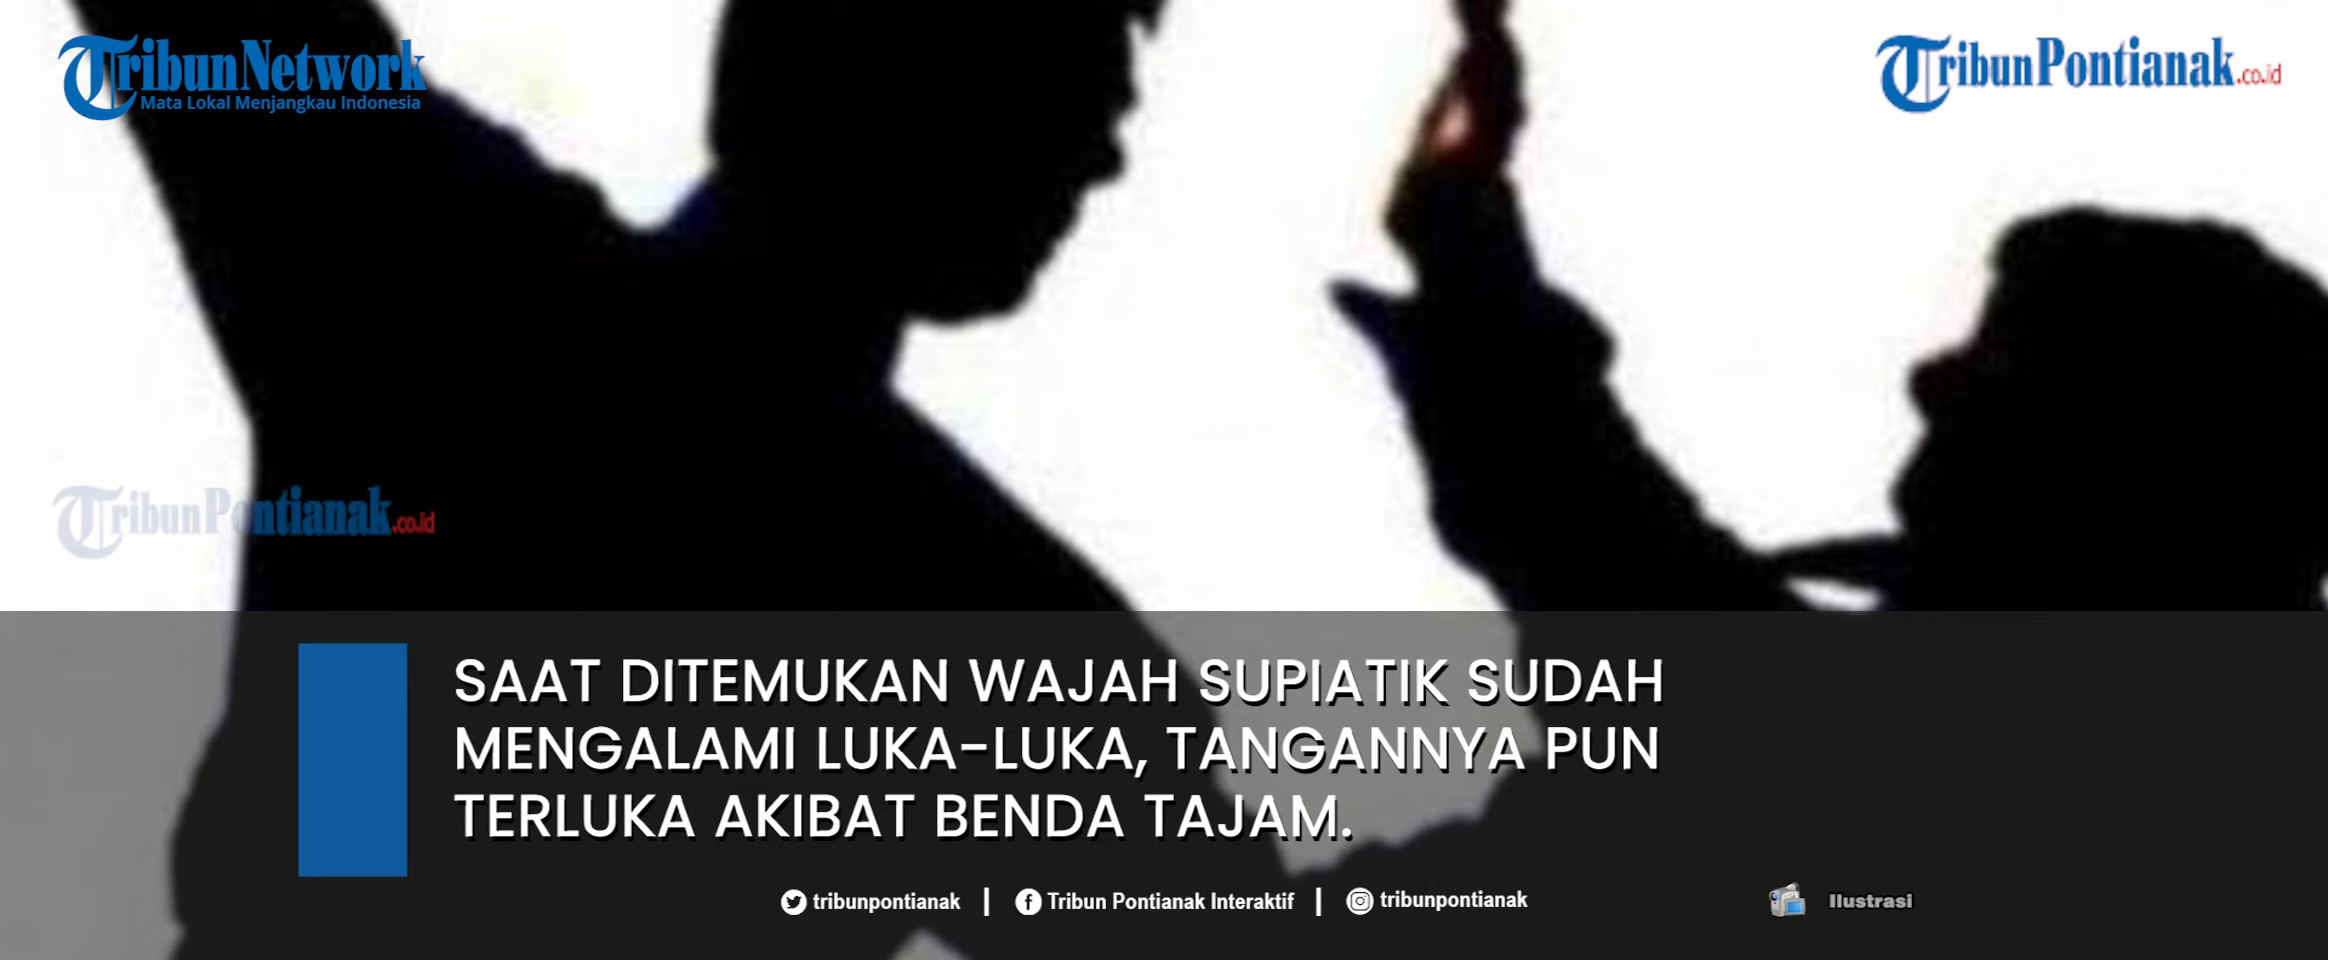 TribunNetwork
Mata Lokal Menjangkau Indonesia
TribunPontianak.co.id
TribunPontianak.co.id
SAAT DITEMUKAN WAJAH SUPIATIK SUDAH
MENGALAMI LUKA-LUKA, TANGANNYA PUN
TERLUKA AKIBAT BENDA TAJAM.
tribunpontianak | Tribun Pontianak Interaktif | tribunpontianak
Ilustrasi